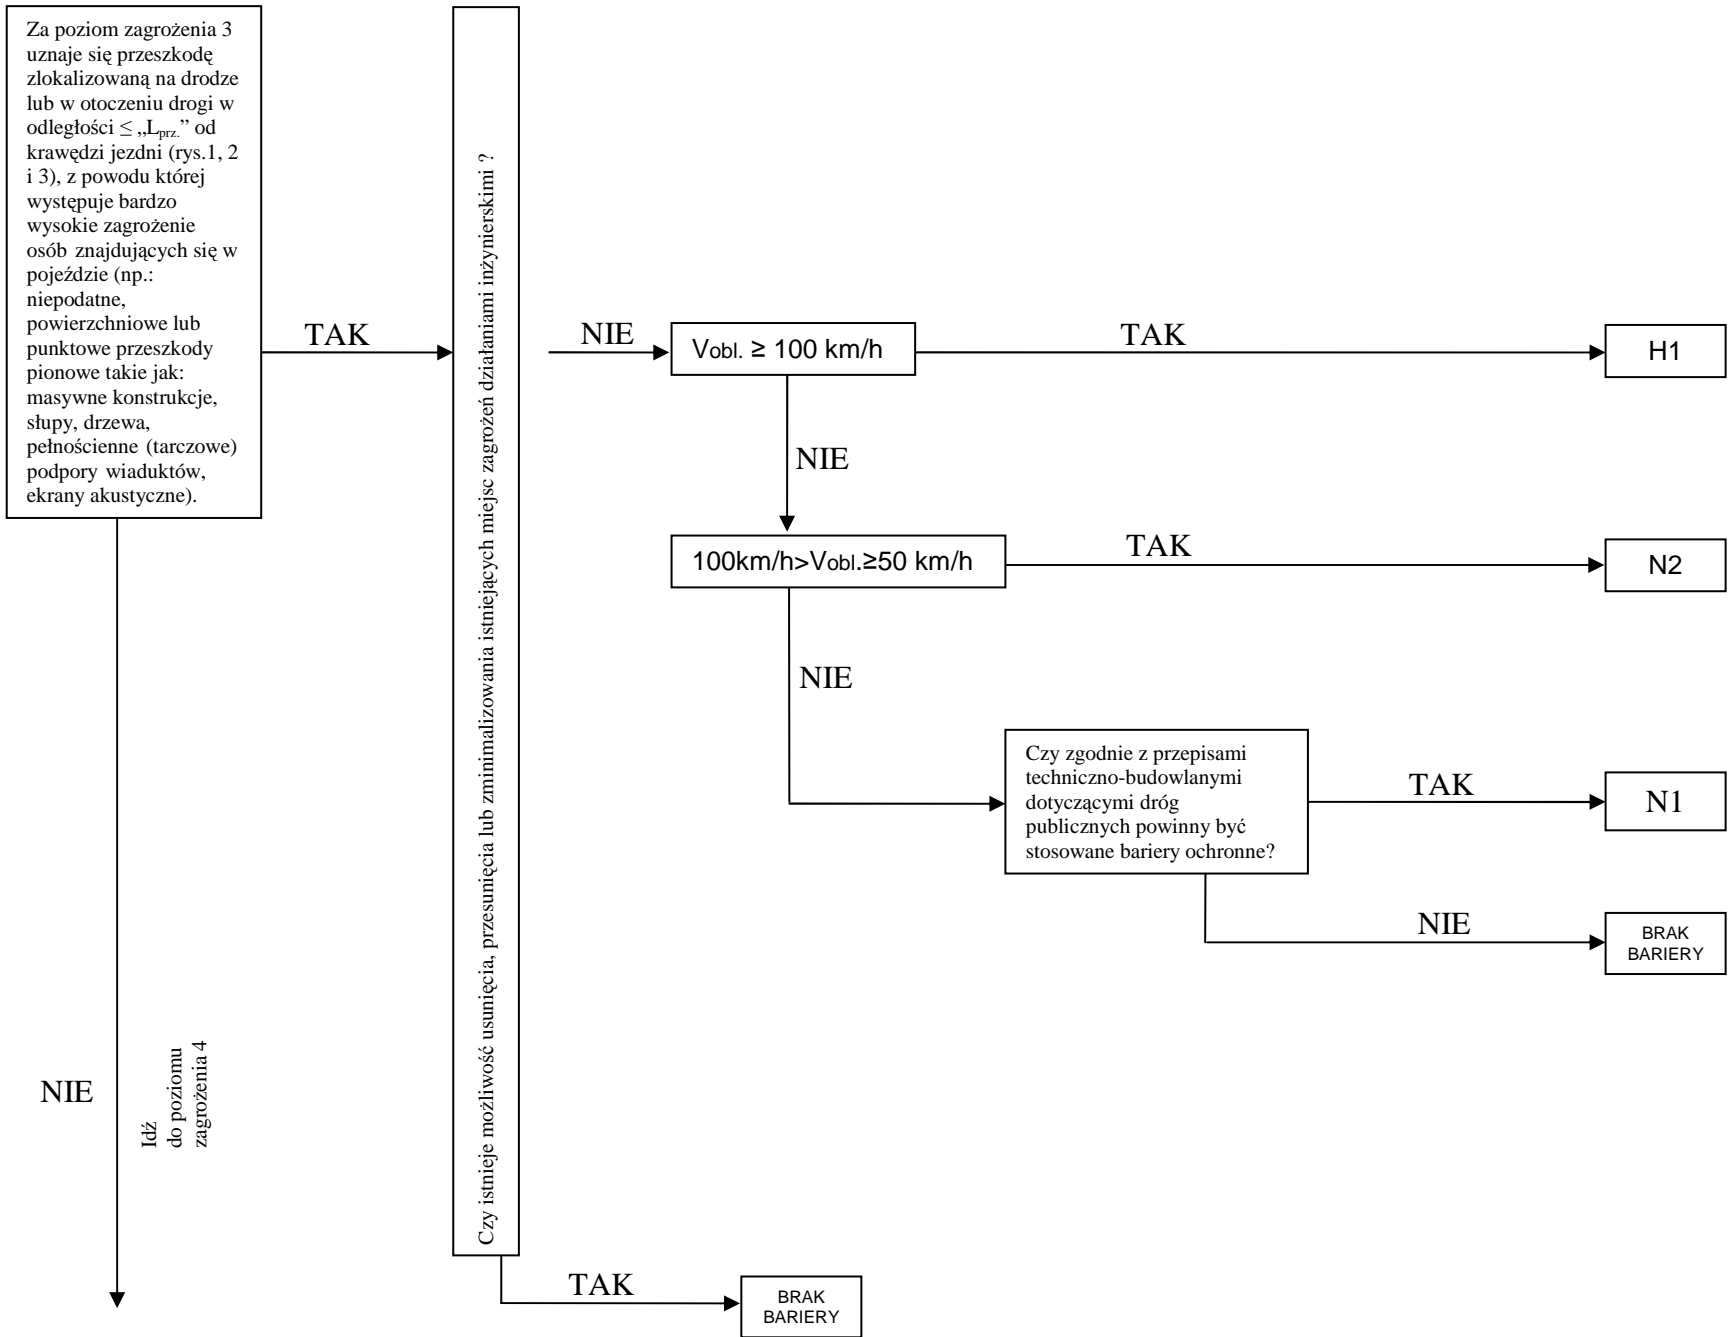 Za poziom zagrożenia 3
uznaje się przeszkodę
zlokalizowaną na drodze
lub w otoczeniu drogi w
odległości ≤ „Lprz.” od
krawędzi jezdni (rys.1, 2
i 3), z powodu której
występuje bardzo
wysokie zagrożenie
osób znajdujących się w
pojeździe (np.:
niepodatne,
powierzchniowe lub
punktowe przeszkody
pionowe takie jak:
masywne konstrukcje,
słupy, drzewa,
pełnościenne (tarczowe)
podpory wiaduktów,
ekrany akustyczne).
TAK
Czy istnieje możliwość usunięcia, przesunięcia lub zminimalizowania istniejących miejsc zagrożeń działaniami inżynierskimi ?
NIE
Vobl. ≥ 100 km/h
TAK
H1
NIE
100km/h>Vobl.≥50 km/h
TAK
N2
NIE
Czy zgodnie z przepisami
techniczno-budowlanymi
dotyczącymi dróg
publicznych powinny być
stosowane bariery ochronne?
TAK
N1
NIE
BRAK
BARIERY
NIE
Idź
do poziomu
zagrożenia 4
TAK
BRAK
BARIERY